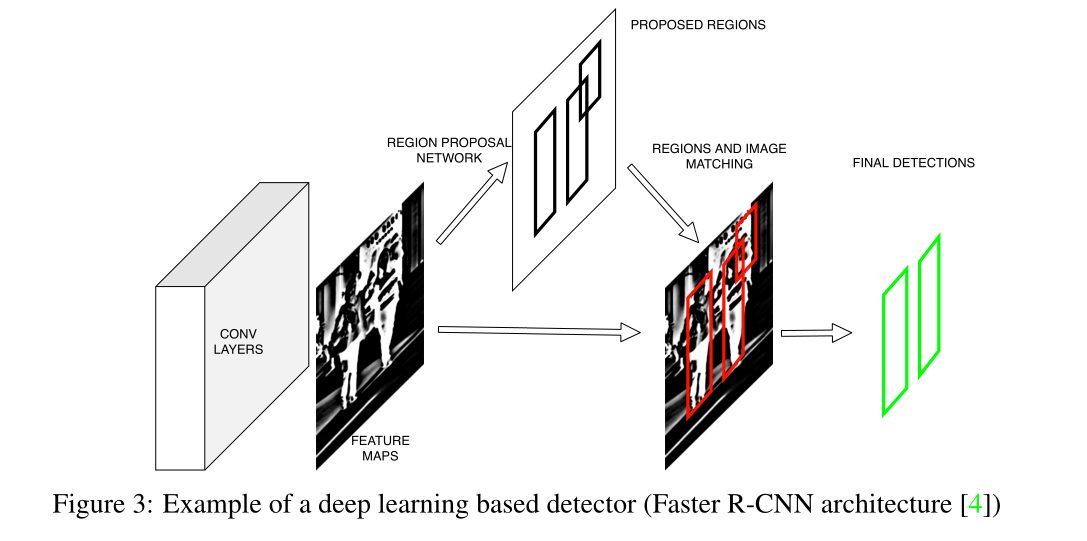 PROPOSED REGIONS
REGION PROPOSAL
NETWORK
REGIONS AND IMAGE
MATCHING
FINAL DETECTIONS
CONV
LAYERS
FEATURE
MAPS
Figure 3: Example of a deep learning based detector (Faster R-CNN architecture [4])